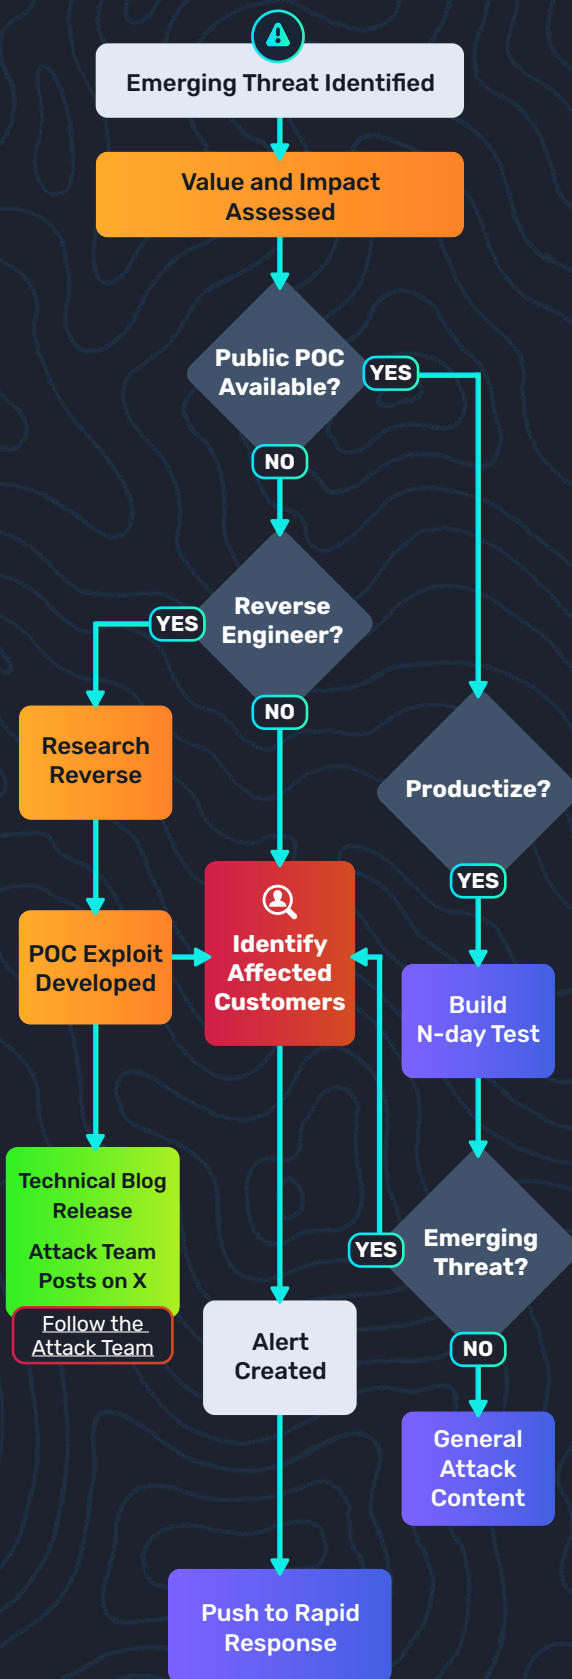 Emerging Threat Identified
Value and Impact
Assessed
Public POC
Available?
YES
NO
Reverse
Engineer?
YES
NO
Research
Reverse
Productize?
YES
POC Exploit
Developed
Identify
Affected
Customers
Build
N-day Test
Technical Blog
Release
Attack Team
Posts on X
Follow the
Attack Team
Emerging
Threat?
YES
NO
Alert
Created
General
Attack
Content
Push to Rapid
Response